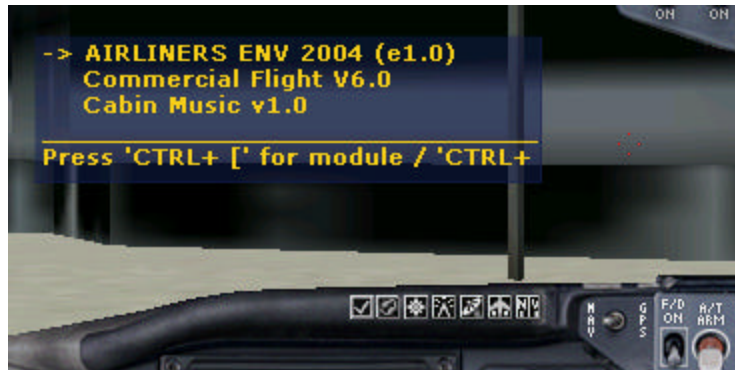 ON ON
-> AIRLINERS ENV 2004 (e1.0)
Commercial Flight V6.0
Cabin Music v1.0
Press 'CTRL+ [' for module / 'CTRL+
NAV
GPS
F/D
ON
A/T
ARM